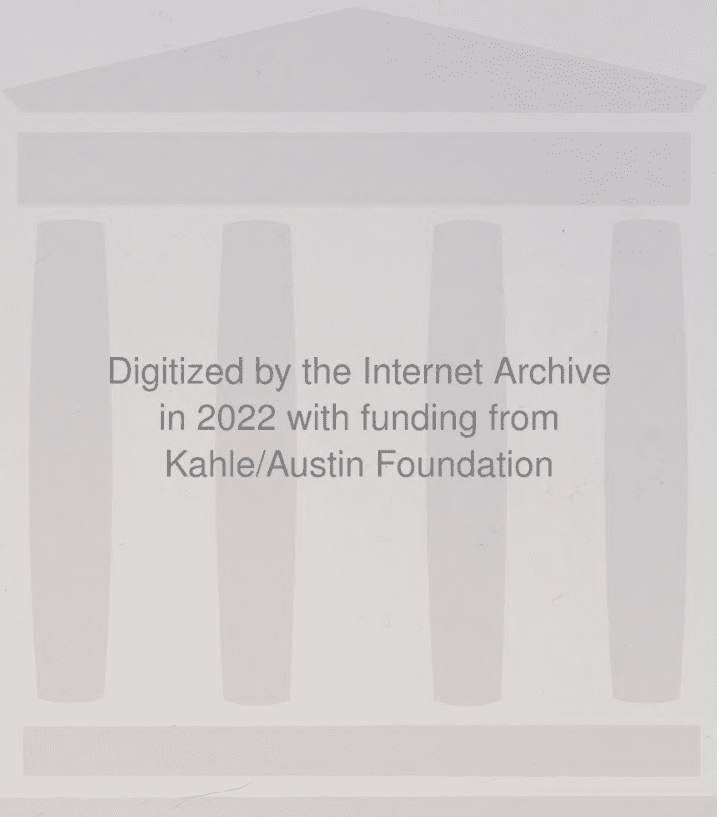 Digitized by the Internet Archive
in 2022 with funding from
Kahle/Austin Foundation